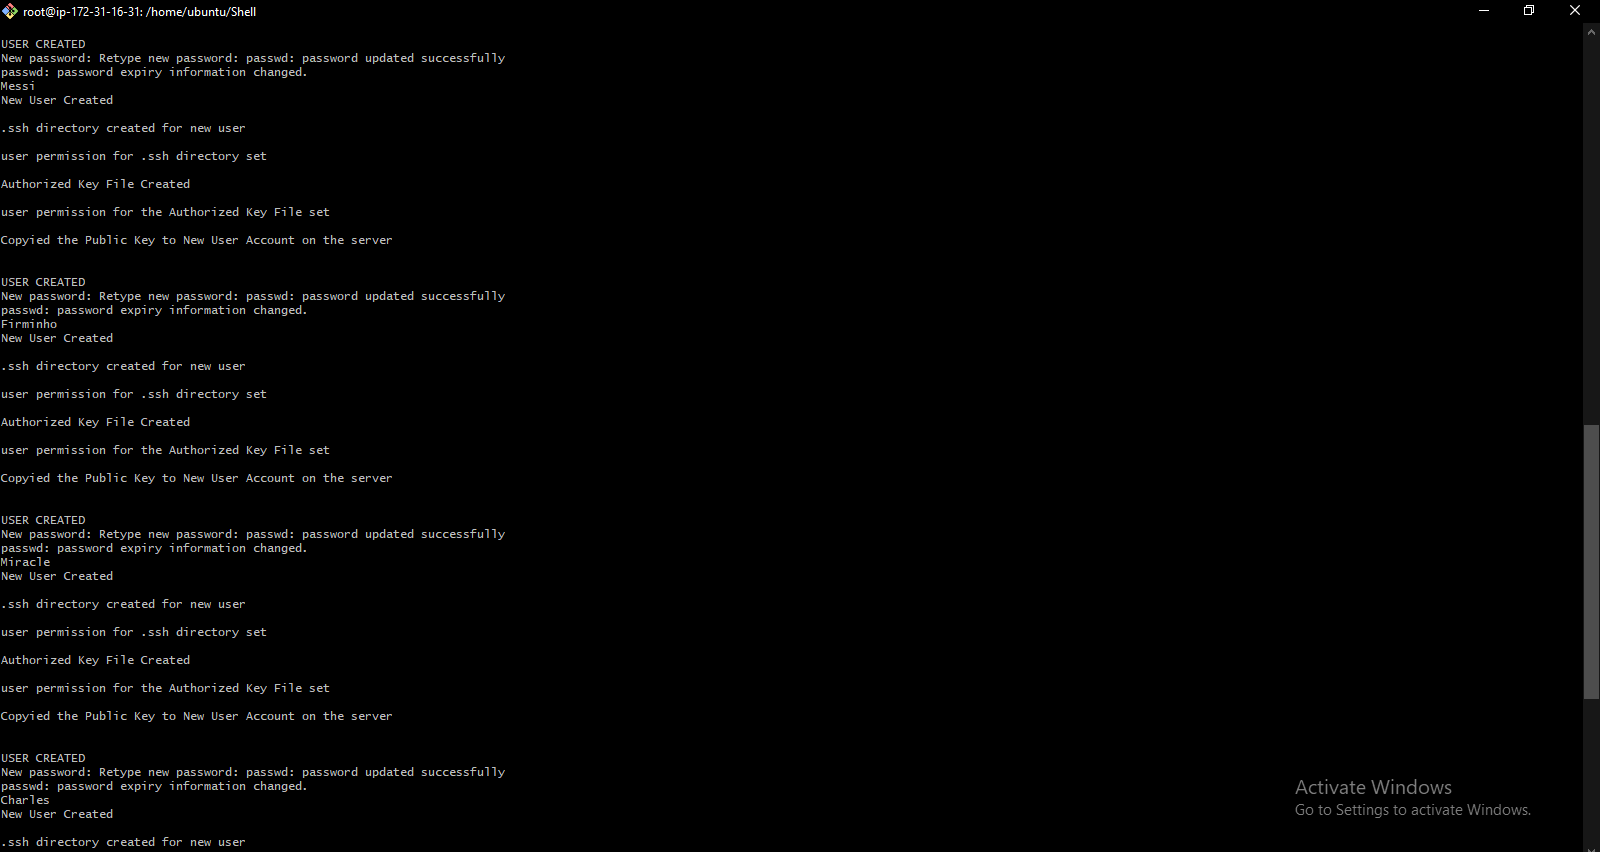 root@ip-172-31-16-31: /home/ubuntu/Shell
USER CREATED
New password: Retype new password: passwd: password updated successfully
passwd: password expiry information changed.
Messi
New User Created
.ssh directory created for new user
user permission for .ssh directory set
Authorized Key File Created
user permission for the Authorized Key File set
Copyied the Public Key to New User Account on the server
USER CREATED
New password: Retype new password: passwd: password updated successfully
passwd: password expiry information changed.
Firminho
New User Created
.ssh directory created for new user
user permission for .ssh directory set
Authorized Key File Created
user permission for the Authorized Key File set
Copyied the Public Key to New User Account on the server
USER CREATED
New password: Retype new password: passwd: password updated successfully
passwd: password expiry information changed.
Miracle
New User Created
.ssh directory created for new user
user permission for .ssh directory set
Authorized Key File Created
user permission for the Authorized Key File set
Copyied the Public Key to New User Account on the server
USER CREATED
New password: Retype new password: passwd: password updated successfully
passwd: password expiry information changed.
Charles
New User Created
.ssh directory created for new user
Activate Windows
Go to Settings to activate Windows.